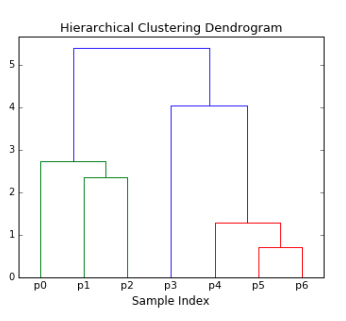 Hierarchical Clustering Dendrogram
5
4
3
2
1
0
p0 p1 p2 p3 p4 p5 p6
Sample Index